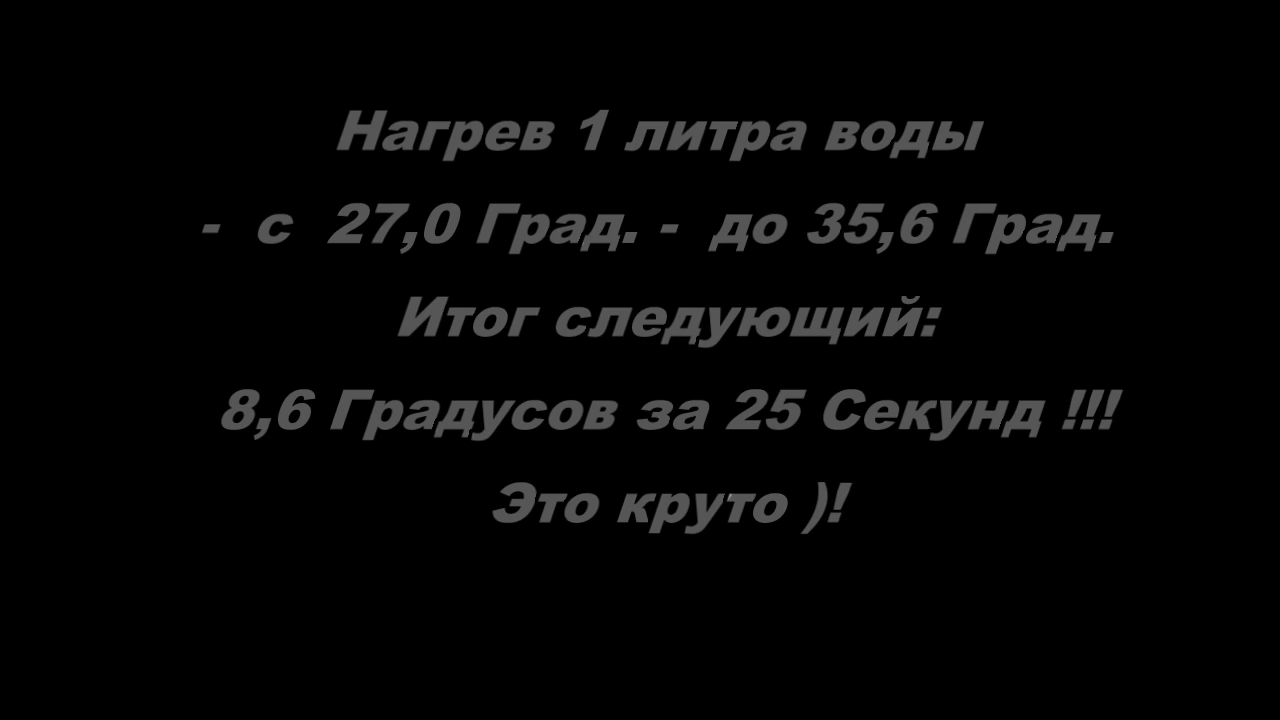 Нагрев 1 литра воды
- с 27,0 Град. - до 35,6 Град.
Итог следующий:
8,6 Градусов за 25 Секунд !!!
Это круто )!